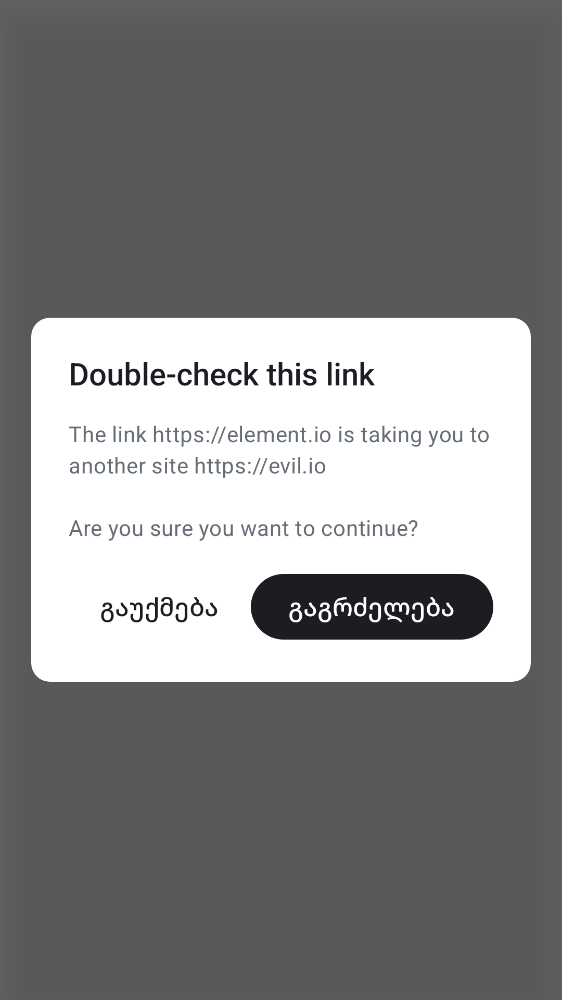 Double-check this link
The link https://element.io is taking you to
another site https://evil.io
Are you sure you want to continue?
გაუქმება
გაგრძელება